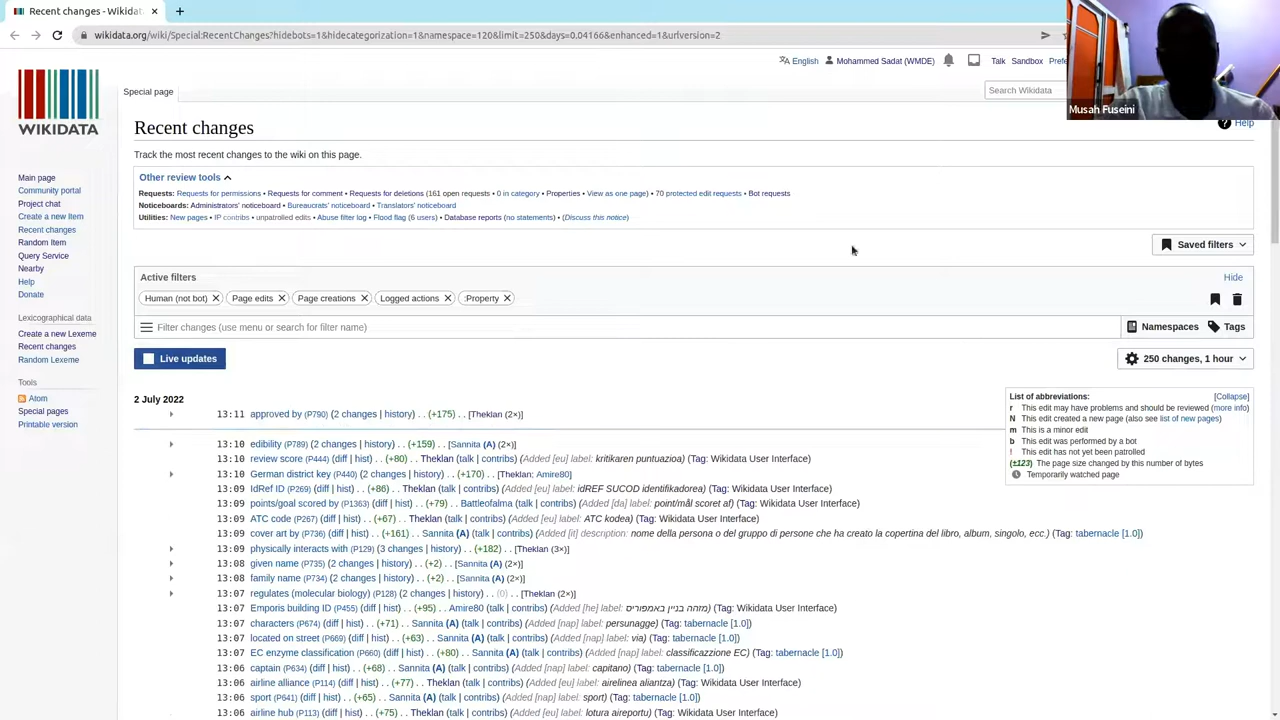 Recent changes - Wikidat
wikidata.org/wiki/Special:RecentChanges?hidebots=1&hidecategorization=1&namespace=120&limit=250&days=0.04166&enhanced=1&urlversion=2
English Mohammed Sadat (WMDE) Talk Sandbox Prefe
Musah Fuseini
WIKIDATA
Special page
Search Wikidata
Help
Recent changes
Track the most recent changes to the wiki on this page.
Other review tools
Requests: Requests for permissions • Requests for comment • Requests for deletions (161 open requests • 0 in category • Properties • View as one page) • 70 protected edit requests • Bot requests
Noticeboards: Administrators' noticeboard • Bureaucrats' noticeboard • Translators' noticeboard
Utilities: New pages • IP contribs • unpatrolled edits • Abuse filter log • Flood flag (6 users) • Database reports (no statements) • (Discuss this notice)
Saved filters
Active filters
Hide
Human (not bot) Page edits Page creations Logged actions :Property
Filter changes (use menu or search for filter name)
Namespaces Tags
Live updates
250 changes, 1 hour
Main page
Community portal
Project chat
Create a new Item
Recent changes
Random Item
Query Service
Nearby
Help
Donate
Lexicographical data
Create a new Lexeme
Recent changes
Random Lexeme
Tools
Atom
Special pages
Printable version
List of abbreviations: [Collapse]
r This edit may have problems and should be reviewed (more info)
N This edit created a new page (also see list of new pages)
m This is a minor edit
b This edit was performed by a bot
! This edit has not yet been patrolled
(±123) The page size changed by this number of bytes
Temporarily watched page
2 July 2022
13:11 approved by (P790) (2 changes | history) . . (+175) . . [Theklan (2×)]
13:10 edibility (P789) (2 changes | history) . . (+159) . . [Sannita (A) (2×)]
13:10 review score (P444) (diff | hist) . . (+80) . . Theklan (talk | contribs) (Added [eu] label: kritikaren puntuazioa) (Tag: Wikidata User Interface)
13:10 German district key (P440) (2 changes | history) . . (+170) . . [Theklan; Amire80]
13:09 IdRef ID (P269) (diff | hist) . . (+86) . . Theklan (talk | contribs) (Added [eu] label: idREF SUCOD identifikadorea) (Tag: Wikidata User Interface)
13:09 points/goal scored by (P1363) (diff | hist) . . (+79) . . Battleofalma (talk | contribs) (Added [da] label: point/mål scoret af) (Tag: Wikidata User Interface)
13:09 ATC code (P267) (diff | hist) . . (+67) . . Theklan (talk | contribs) (Added [eu] label: ATC kodea) (Tag: Wikidata User Interface)
13:09 cover art by (P736) (diff | hist) . . (+161) . . Sannita (A) (talk | contribs) (Added [it] description: nome della persona o del gruppo di persone che ha creato la copertina del libro, album, singolo, ecc.) (Tag: tabernacle [1.0])
13:09 physically interacts with (P129) (3 changes | history) . . (+182) . . [Theklan (3×)]
13:08 given name (P735) (2 changes | history) . . (+2) . . [Sannita (A) (2×)]
13:08 family name (P734) (2 changes | history) . . (+2) . . [Sannita (A) (2×)]
13:07 regulates (molecular biology) (P128) (2 changes | history) . . (0) . . [Theklan (2×)]
13:07 Emporis building ID (P455) (diff | hist) . . (+95) . . Amire80 (talk | contribs) (Added [he] label: מזהה בניין באמפוריס) (Tag: Wikidata User Interface)
13:07 characters (P674) (diff | hist) . . (+71) . . Sannita (A) (talk | contribs) (Added [nap] label: persunagge) (Tag: tabernacle [1.0])
13:07 located on street (P669) (diff | hist) . . (+63) . . Sannita (A) (talk | contribs) (Added [nap] label: via) (Tag: tabernacle [1.0])
13:07 EC enzyme classification (P660) (diff | hist) . . (+80) . . Sannita (A) (talk | contribs) (Added [nap] label: classificazzione EC) (Tag: tabernacle [1.0])
13:06 captain (P634) (diff | hist) . . (+68) . . Sannita (A) (talk | contribs) (Added [nap] label: capitano) (Tag: tabernacle [1.0])
13:06 airline alliance (P114) (diff | hist) . . (+77) . . Theklan (talk | contribs) (Added [eu] label: airelinea aliantza) (Tag: Wikidata User Interface)
13:06 sport (P641) (diff | hist) . . (+65) . . Sannita (A) (talk | contribs) (Added [nap] label: sport) (Tag: tabernacle [1.0])
13:06 airline hub (P113) (diff | hist) . . (+75) . . Theklan (talk | contribs) (Added [eu] label: lotura aireportu) (Tag: Wikidata User Interface)